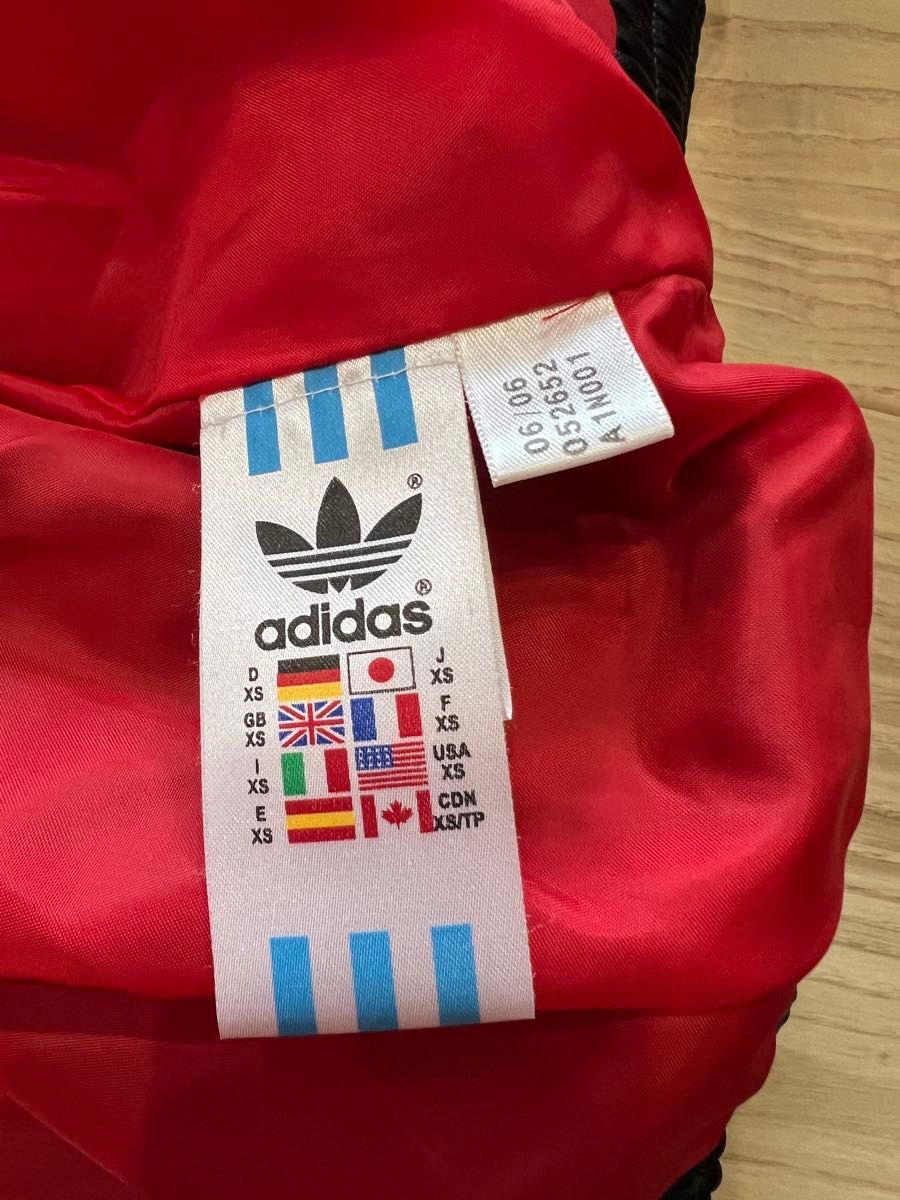 06/06
052652
A1N001
®
®
adidas
D
XS
J
XS
GB
XS
F
XS
I
XS
USA
XS
E
XS
CDN
XS/TP